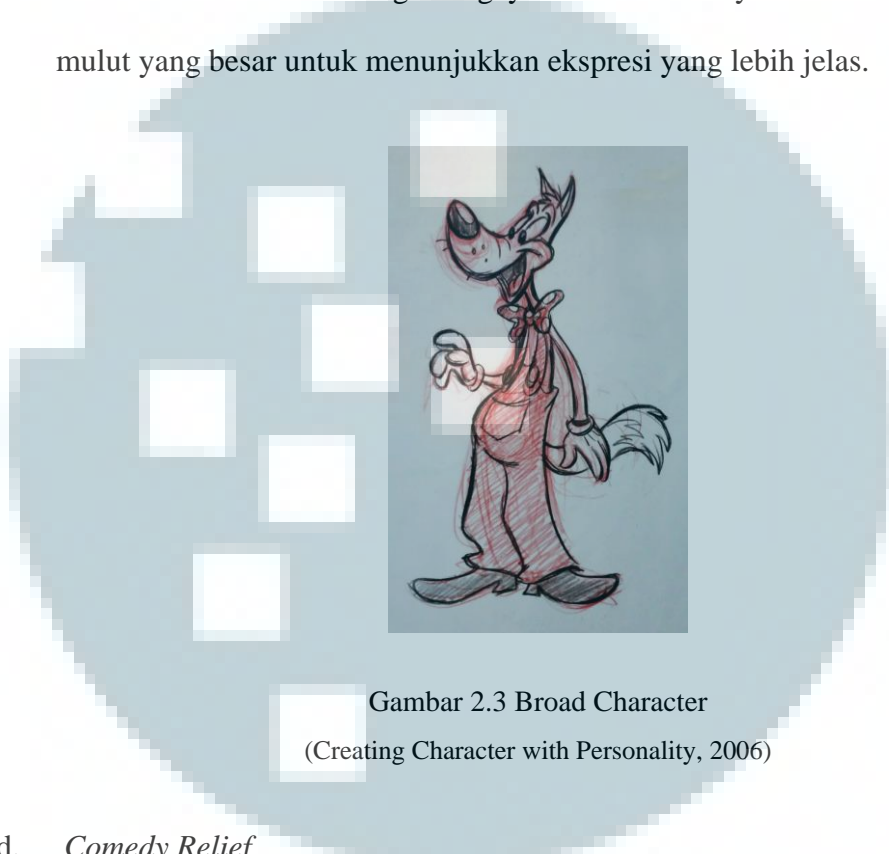 mulut yang besar untuk menunjukkan ekspresi yang lebih jelas.
Gambar 2.3 Broad Character
(Creating Character with Personality, 2006)
d. Comedy Relief